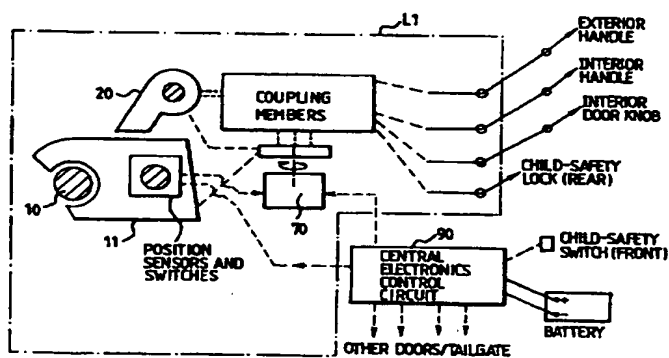 L1
EXTERIOR
HANDLE
INTERIOR
HANDLE
INTERIOR
DOOR KNOB
CHILD-SAFETY
LOCK (REAR)
20
COUPLING
MEMBERS
10
11
70
POSITION
SENSORS AND
SWITCHES
90
CENTRAL
ELECTRONICS
CONTROL
CIRCUIT
CHILD-SAFETY
SWITCH (FRONT)
BATTERY
OTHER DOORS/TAILGATE